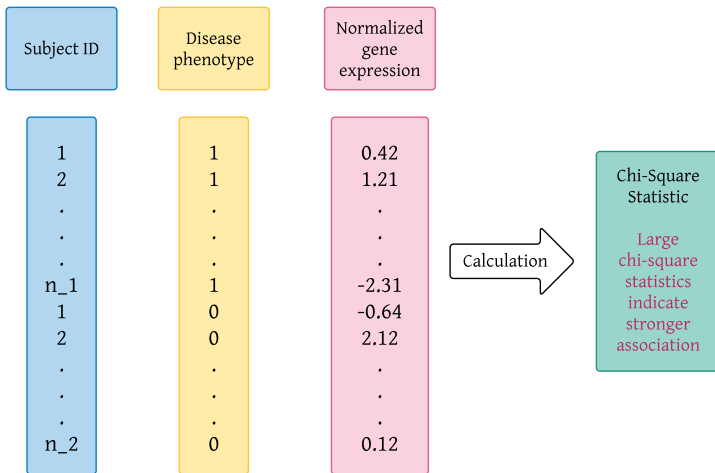 Subject ID
Disease
phenotype
Normalized
gene
expression
1 1 0.42
2 1 1.21
. . .
. . .
. . .
n_1 1 -2.31
1 0 -0.64
2 0 2.12
. . .
. . .
. . .
n_2 0 0.12
Calculation
Chi-Square
Statistic
Large
chi-square
statistics
indicate
stronger
association